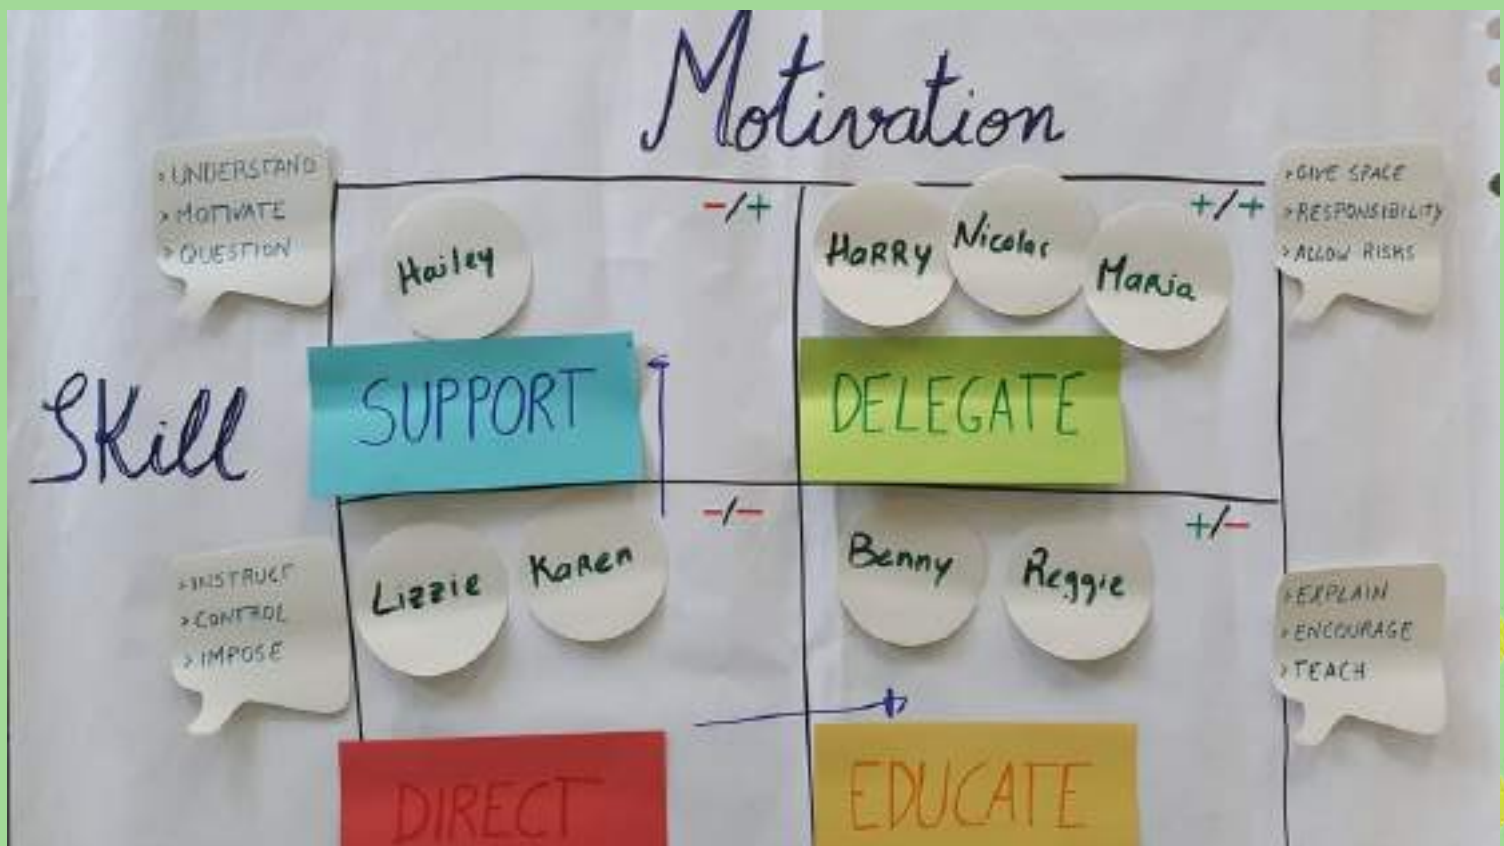 Motivation
> UNDERSTAND
> MOTIVATE
> QUESTION
-/+
+/+
> GIVE SPACE
> RESPONSIBILITY
> ALLOW RISKS
Hailey
HARRY
Nicolas
Maria
Skill
SUPPORT
DELEGATE
-/-
+/-
> INSTRUCT
> CONTROL
> IMPOSE
Lizzie
Karen
Benny
Reggie
> EXPLAIN
> ENCOURAGE
> TEACH
DIRECT
EDUCATE